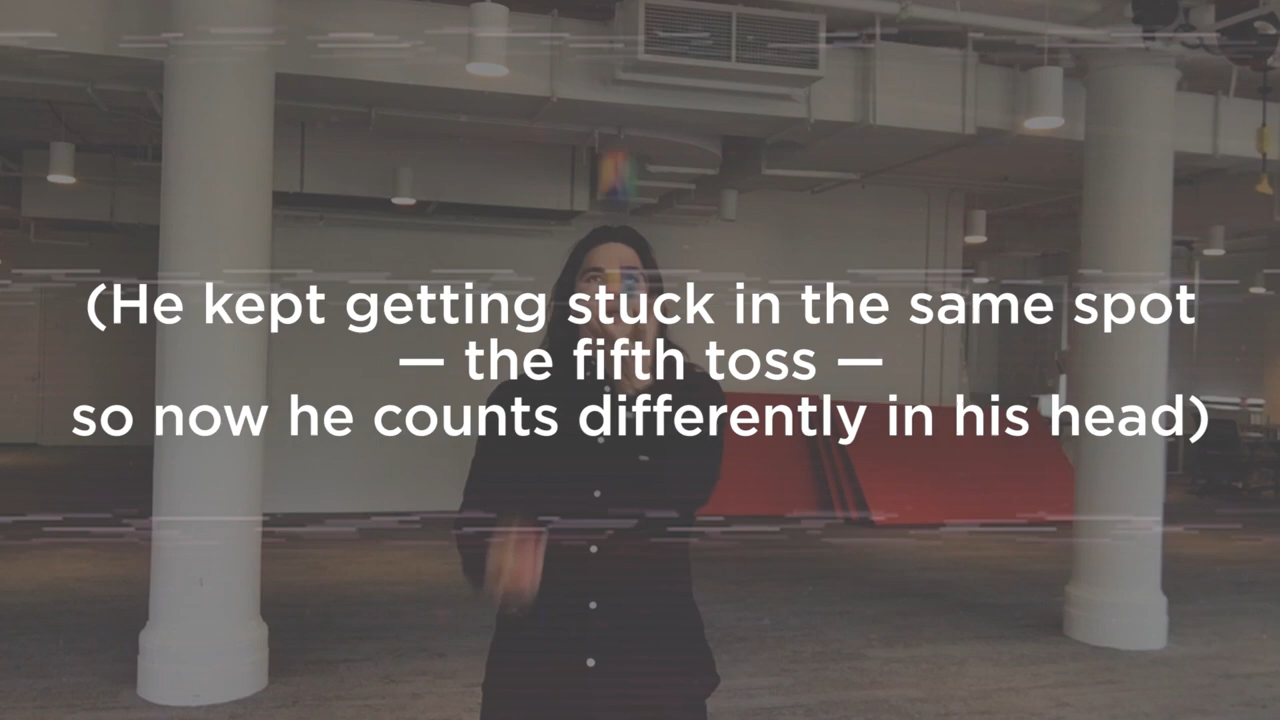 (He kept getting stuck in the same spot
— the fifth toss —
so now he counts differently in his head)